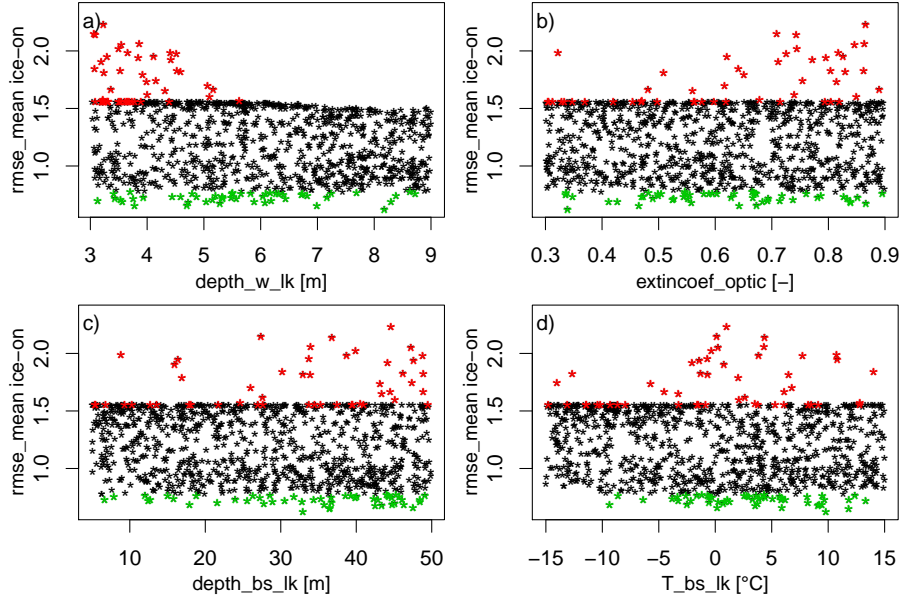 a)
rmse_mean ice−on
1.0 1.5 2.0
3 4 5 6 7 8 9
depth_w_lk [m]
b)
rmse_mean ice−on
1.0 1.5 2.0
0.3 0.4 0.5 0.6 0.7 0.8 0.9
extincoef_optic [−]
c)
rmse_mean ice−on
1.0 1.5 2.0
10 20 30 40 50
depth_bs_lk [m]
d)
rmse_mean ice−on
1.0 1.5 2.0
−15 −10 −5 0 5 10 15
T_bs_lk [°C]